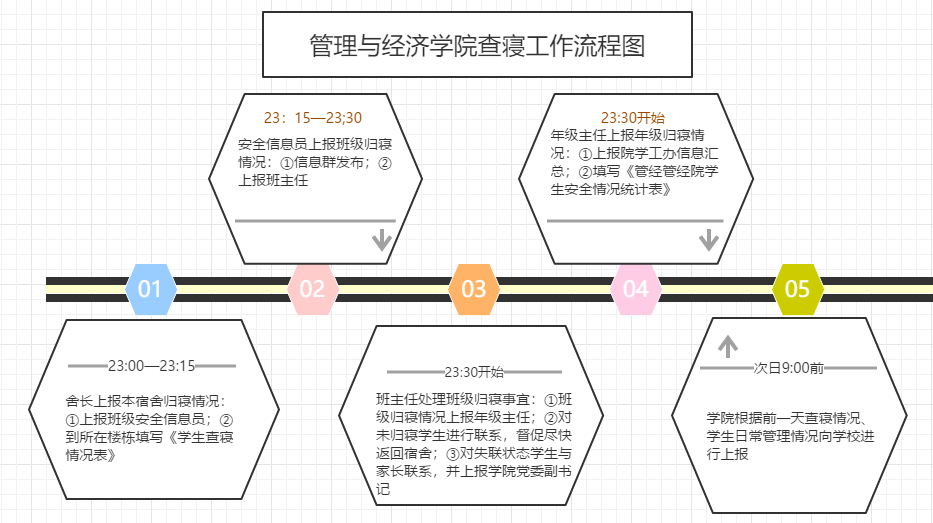 管理与经济学院查寝工作流程图
23：15—23;30
安全信息员上报班级归寝
情况：①信息群发布；②
上报班主任
23:30开始
年级主任上报年级归寝情
况：①上报院学工办信息汇
总；②填写《管经管经院学
生安全情况统计表》
01
02
03
04
05
23:00—23:15
舍长上报本宿舍归寝情况：
①上报班级安全信息员；②
到所在楼栋填写《学生查寝
情况表》
23:30开始
班主任处理班级归寝事宜：①班
级归寝情况上报年级主任；②对
未归寝学生进行联系，督促尽快
返回宿舍；③对失联状态学生与
家长联系，并上报学院党委副书
记
次日9:00前
学院根据前一天查寝情况、
学生日常管理情况向学校进
行上报